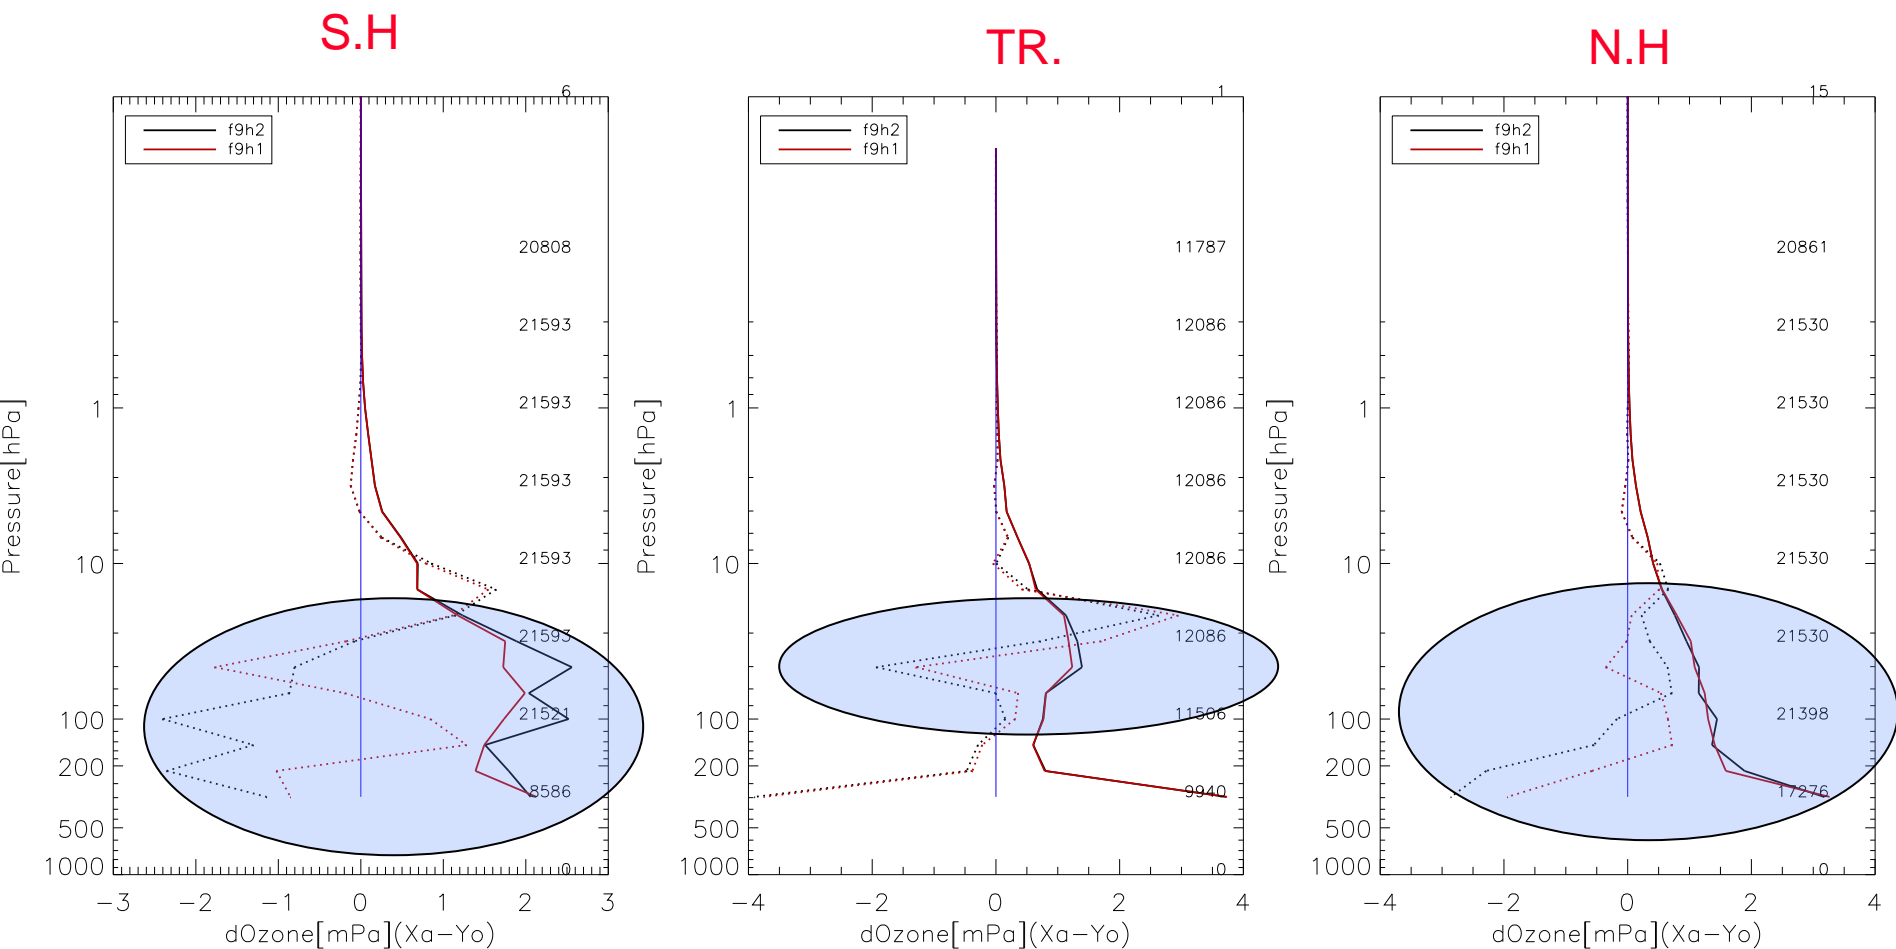 S.H
TR.
N.H
6
f9h2
f9h1
20808
21593
21593
21593
21593
21593
21521
8586
0
1
10
100
200
500
1000
Pressure[hPa]
−3 −2 −1 0 1 2 3
dOzone[mPa](Xa−Yo)
1
f9h2
f9h1
11787
12086
12086
12086
12086
12086
11506
9940
0
1
10
100
200
500
1000
Pressure[hPa]
−4 −2 0 2 4
dOzone[mPa](Xa−Yo)
15
f9h2
f9h1
20861
21530
21530
21530
21530
21530
21398
17276
0
1
10
100
200
500
1000
Pressure[hPa]
−4 −2 0 2 4
dOzone[mPa](Xa−Yo)